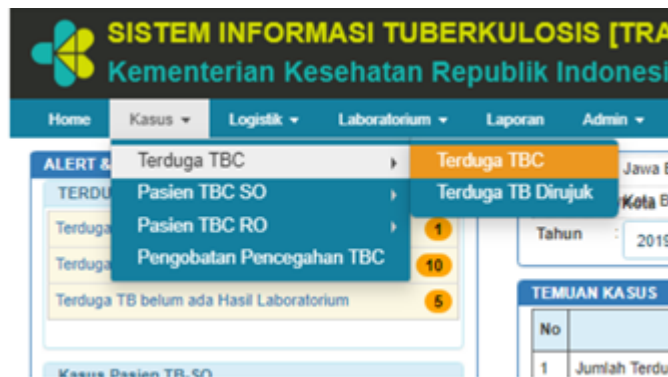 SISTEM INFORMASI TUBERKULOSIS [TRA
Kementerian Kesehatan Republik Indonesi
Home Kasus Logistik Laboratorium Laporan Admin
ALERT &
TERDU
Terduga 1
Terduga 10
Terduga TB belum ada Hasil Laboratorium 5
Kasus Pasien TB-SO
Terduga TBC
Pasien TBC SO
Pasien TBC RO
Pengobatan Pencegahan TBC
Terduga TBC
Terduga TB Dirujuk
Jawa B
Kota B
Tahun : 2019
TEMUAN KASUS
No
1 Jumlah Terdu